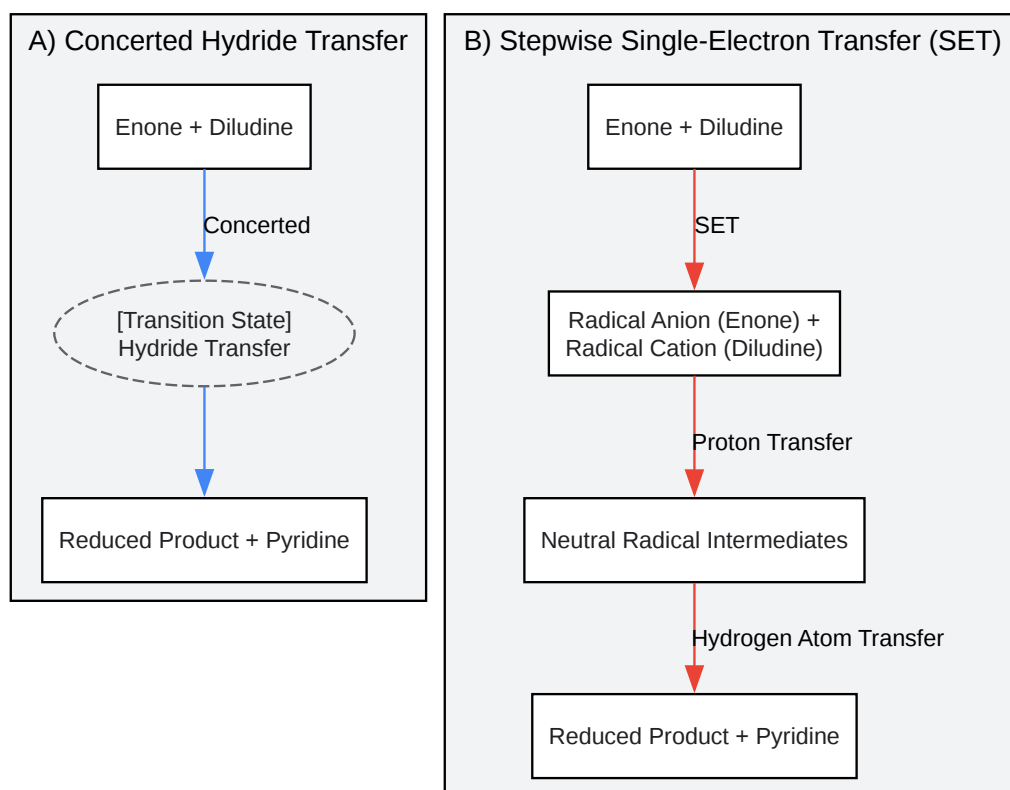 A) Concerted Hydride Transfer
Enone + Diludine
Concerted
[Transition State]
Hydride Transfer
Reduced Product + Pyridine
B) Stepwise Single-Electron Transfer (SET)
Enone + Diludine
SET
Radical Anion (Enone) +
Radical Cation (Diludine)
Proton Transfer
Neutral Radical Intermediates
Hydrogen Atom Transfer
Reduced Product + Pyridine